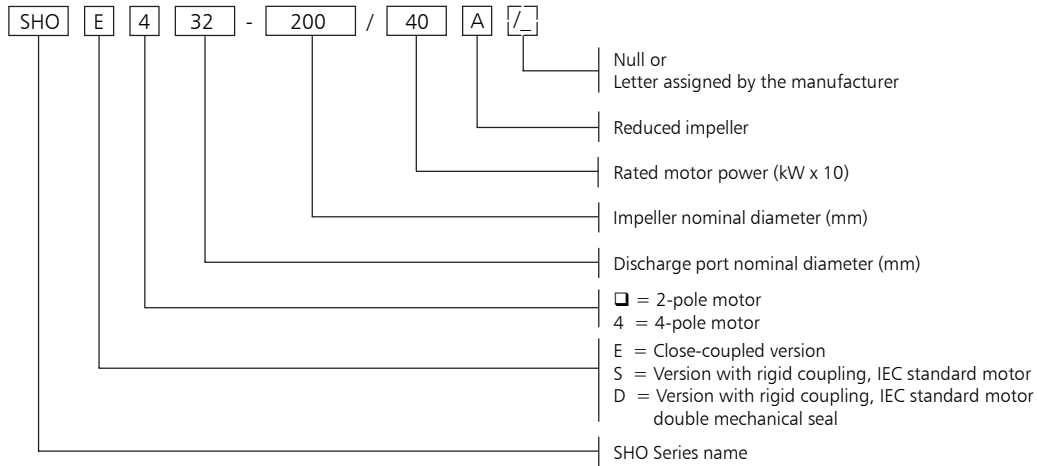 SHO E 4 32 - 200 / 40 A /_
Null or
Letter assigned by the manufacturer
Reduced impeller
Rated motor power (kW x 10)
Impeller nominal diameter (mm)
Discharge port nominal diameter (mm)
❑ = 2-pole motor
4 = 4-pole motor
E = Close-coupled version
S = Version with rigid coupling, IEC standard motor
D = Version with rigid coupling, IEC standard motor
double mechanical seal
SHO Series name